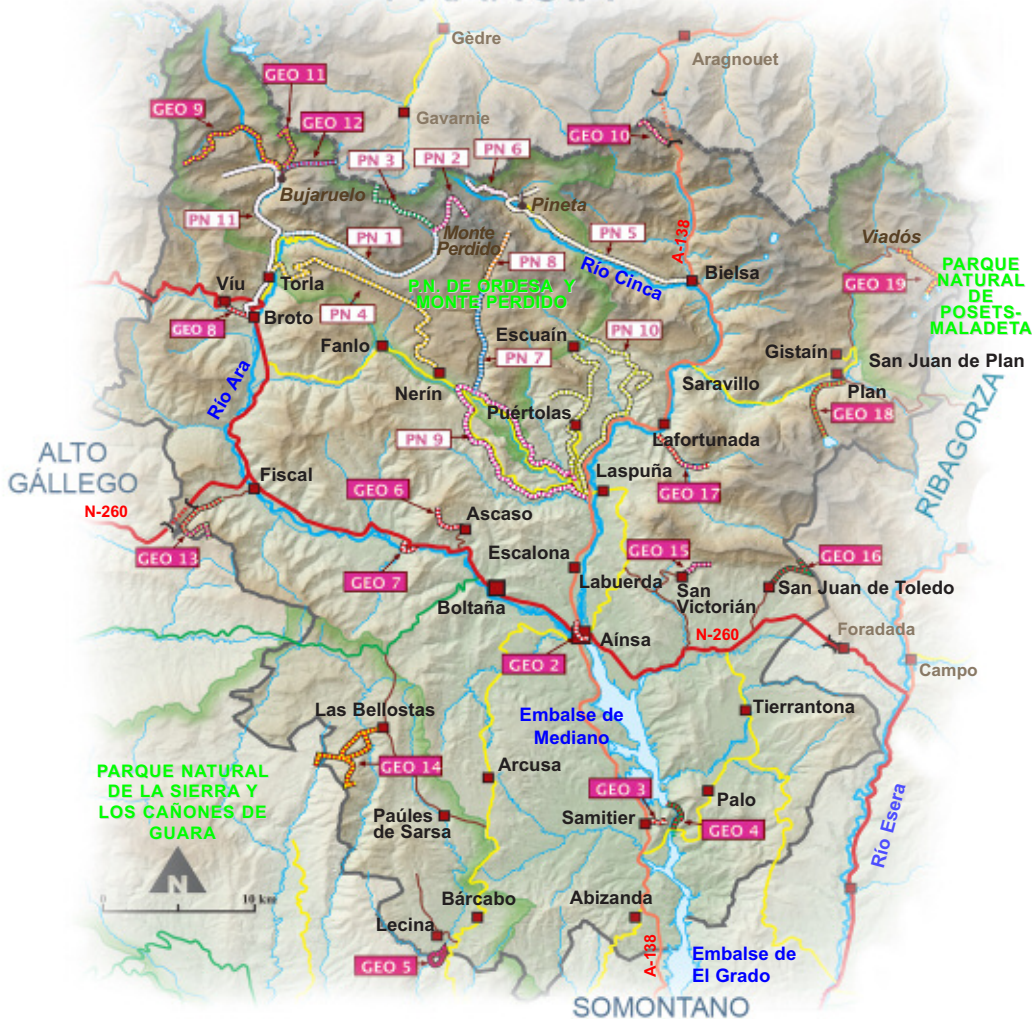 Gèdre
Aragnouet
GEO 11
GEO 9
GEO 12
Gavarnie
GEO 10
PN 3
PN 2
PN 6
Bujaruelo
Pineta
PN 11
PN 1
Monte
Perdido
PN 5
A-138
Viadós
PN 8
Río Cinca
Bielsa
GEO 19
PARQUE
NATURAL
DE
POSETS-
MALADETA
Víu
Torla
P.N. DE ORDESA Y
MONTE PERDIDO
PN 4
GEO 8
Broto
Fanlo
Escuaín
PN 10
PN 7
Gistaín
San Juan de Plan
Río Ara
Nerín
Saravillo
Plan
GEO 18
Puértolas
PN 9
Lafortunada
RIBAGORZA
ALTO
GÁLLEGO
Fiscal
Laspuña
GEO 17
GEO 6
N-260
Ascaso
GEO 13
Escalona
GEO 15
GEO 16
GEO 7
Labuerda
San
Victorián
San Juan de Toledo
Boltaña
Aínsa
N-260
Foradada
GEO 2
Campo
Las Bellostas
Embalse de
Mediano
Tierrantona
GEO 14
Arcusa
PARQUE NATURAL
DE LA SIERRA Y
LOS CAÑONES DE
GUARA
GEO 3
Palo
Río Esera
Paúles
de Sarsa
Samitier
GEO 4
N
0
10 km
Bárcabo
Abizanda
Lecina
GEO 5
A-138
Embalse de
El Grado
SOMONTANO